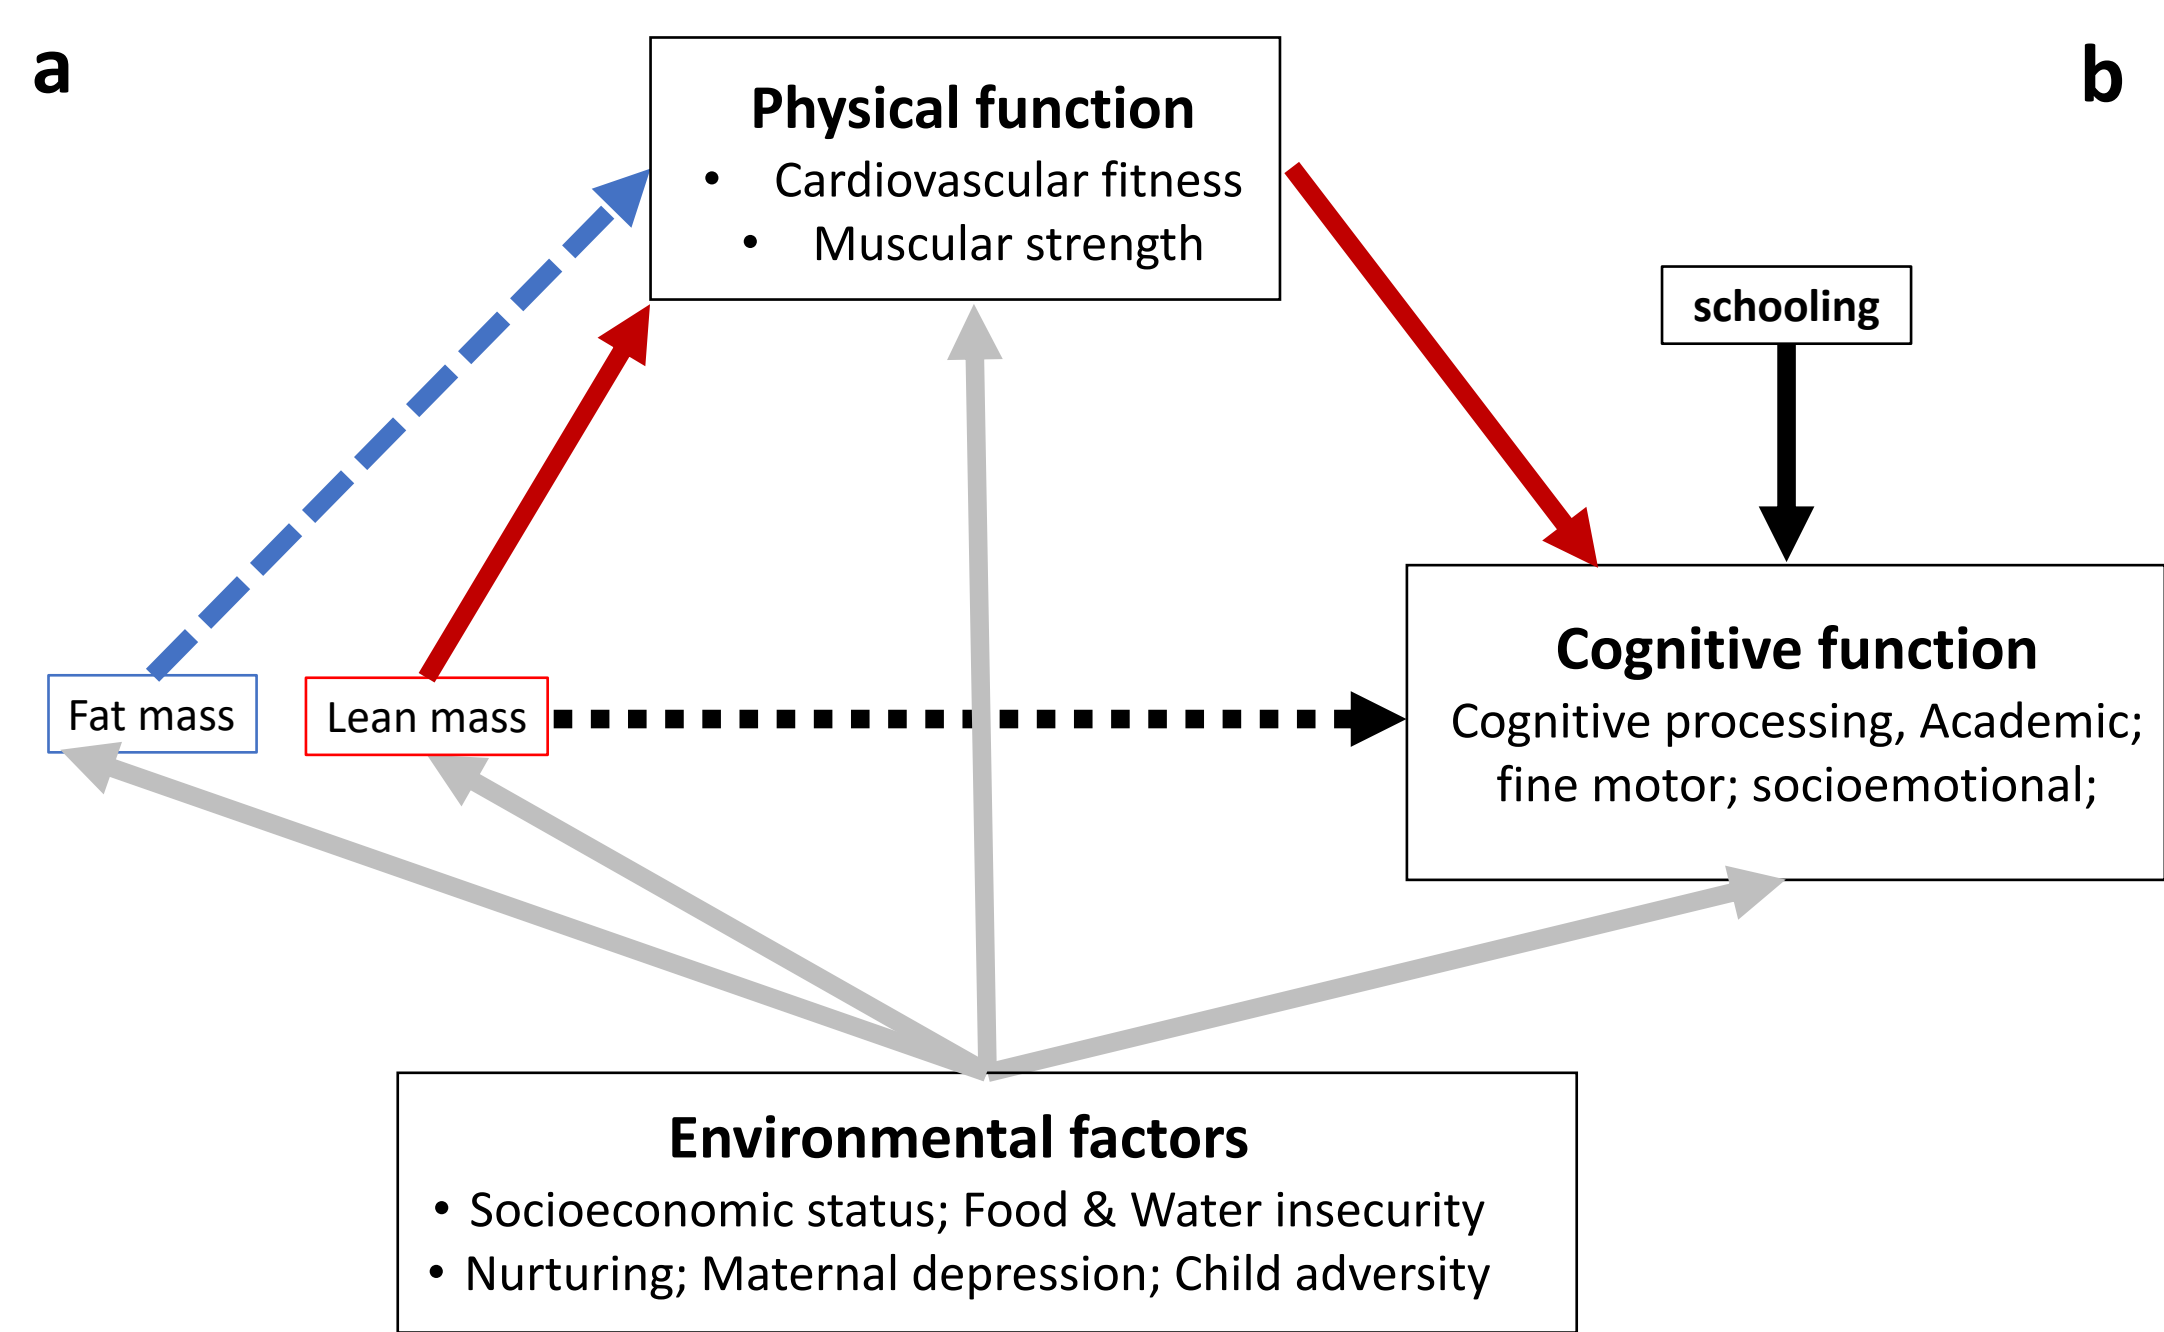 a
b
Physical function
• Cardiovascular fitness
• Muscular strength
schooling
Fat mass
Lean mass
Cognitive function
Cognitive processing, Academic;
fine motor; socioemotional;
Environmental factors
• Socioeconomic status; Food & Water insecurity
• Nurturing; Maternal depression; Child adversity